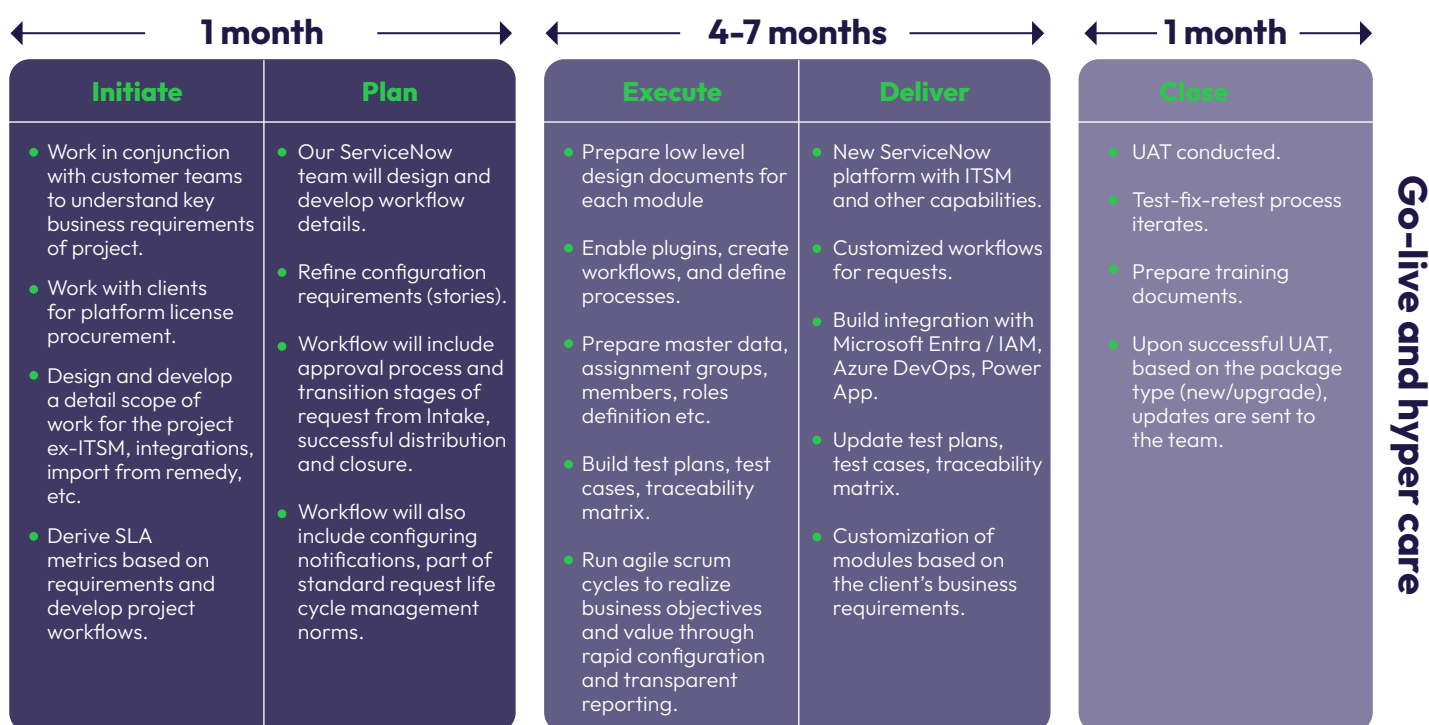 1 month
Initiate
Work in conjunction
with customer teams
to understand key
business requirements
of project.
Work with clients
for platform license
procurement.
Design and develop
a detail scope of
work for the project
ex-ITSM, integrations,
import from remedy,
etc.
Derive SLA
metrics based on
requirements and
develop project
workflows.
Plan
Our ServiceNow
team will design and
develop workflow
details.
Refine configuration
requirements (stories).
Workflow will include
approval process and
transition stages of
request from Intake,
successful distribution
and closure.
Workflow will also
include configuring
notifications, part of
standard request life
cycle management
norms.
4-7 months
Execute
Prepare low level
design documents for
each module
Enable plugins, create
workflows, and define
processes.
Prepare master data,
assignment groups,
members, roles
definition etc.
Build test plans, test
cases, traceability
matrix.
Run agile scrum
cycles to realize
business objectives
and value through
rapid configuration
and transparent
reporting.
Deliver
New ServiceNow
platform with ITSM
and other capabilities.
Customized workflows
for requests.
Build integration with
Microsoft Entra / IAM,
Azure DevOps, Power
App.
Update test plans,
test cases, traceability
matrix.
Customization of
modules based on
the client's business
requirements.
1 month
Close
UAT conducted.
Test-fix-retest process
iterates.
Prepare training
documents.
Upon successful UAT,
based on the package
type (new/upgrade),
updates are sent to
the team.
Go-live and hyper care